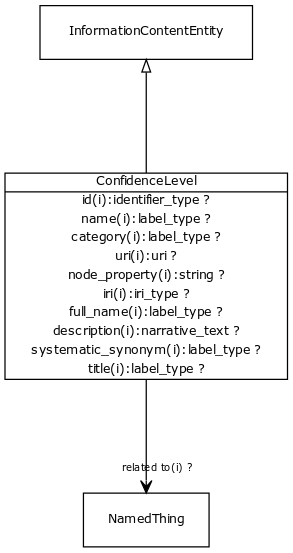 InformationContentEntity
ConfidenceLevel
id(i):identifier_type ?
name(i):label_type ?
category(i):label_type ?
uri(i):uri ?
node_property(i):string ?
iri(i):iri_type ?
full_name(i):label_type ?
description(i):narrative_text ?
systematic_synonym(i):label_type ?
title(i):label_type ?
related to(i) ?
NamedThing